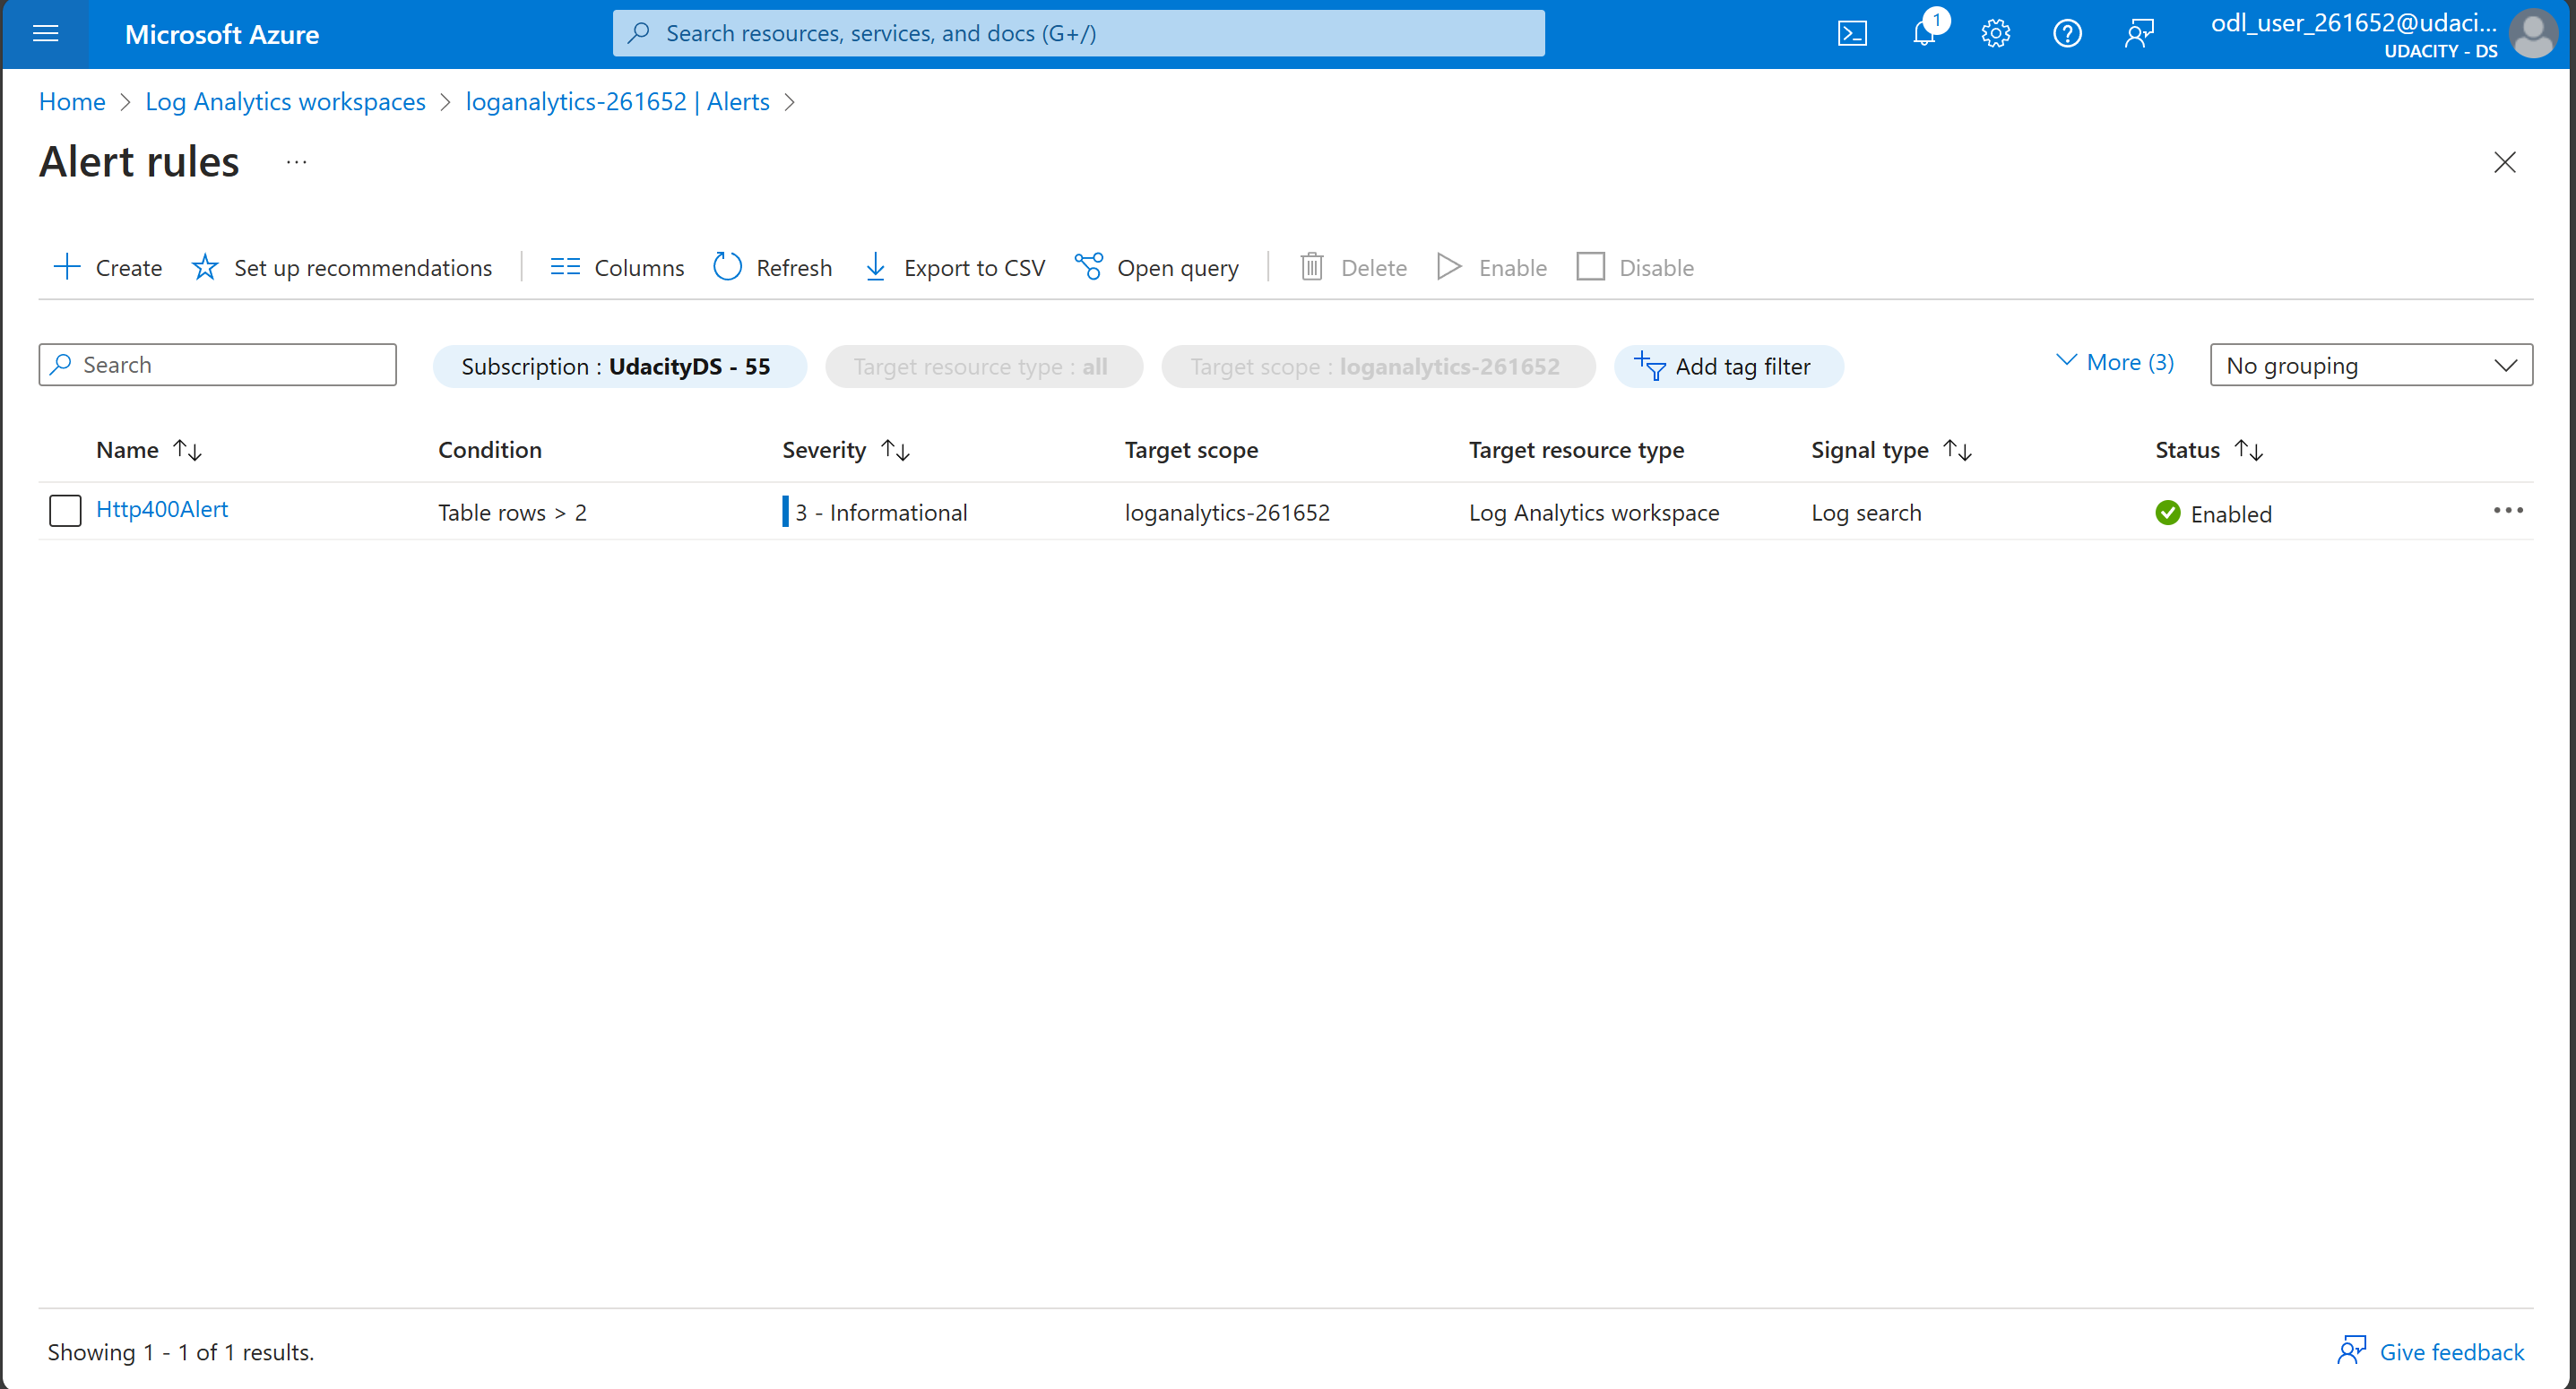 Microsoft Azure
Search resources, services, and docs (G+/)
1
odl_user_261652@udaci...
UDACITY - DS
Home > Log Analytics workspaces > loganalytics-261652 | Alerts >
Alert rules ...
Create Set up recommendations Columns Refresh Export to CSV Open query Delete Enable Disable
Search Subscription : UdacityDS - 55 Target resource type : all Target scope : loganalytics-261652 Add tag filter More (3) No grouping
Name Condition Severity Target scope Target resource type Signal type Status
Http400Alert Table rows > 2 3 - Informational loganalytics-261652 Log Analytics workspace Log search Enabled
Showing 1 - 1 of 1 results.
Give feedback